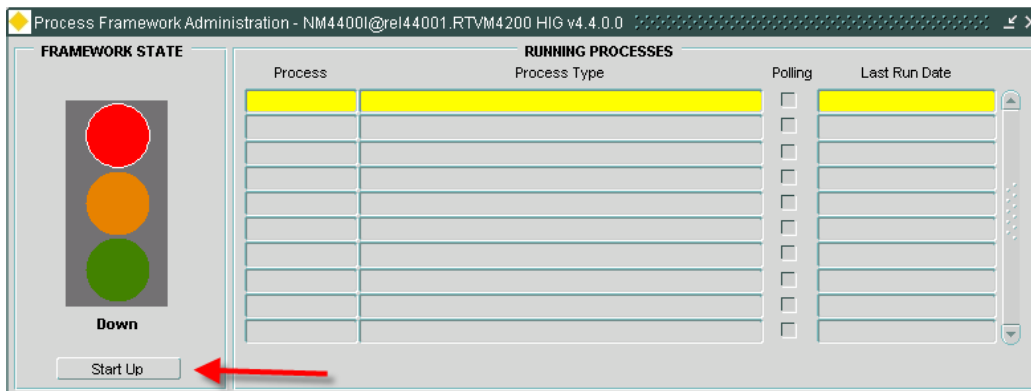 Process Framework Administration - NM4400I@rel44001.RTVM4200 HIG v4.4.0.0
FRAMEWORK STATE
RUNNING PROCESSES
Process Process Type Polling Last Run Date
Down
Start Up